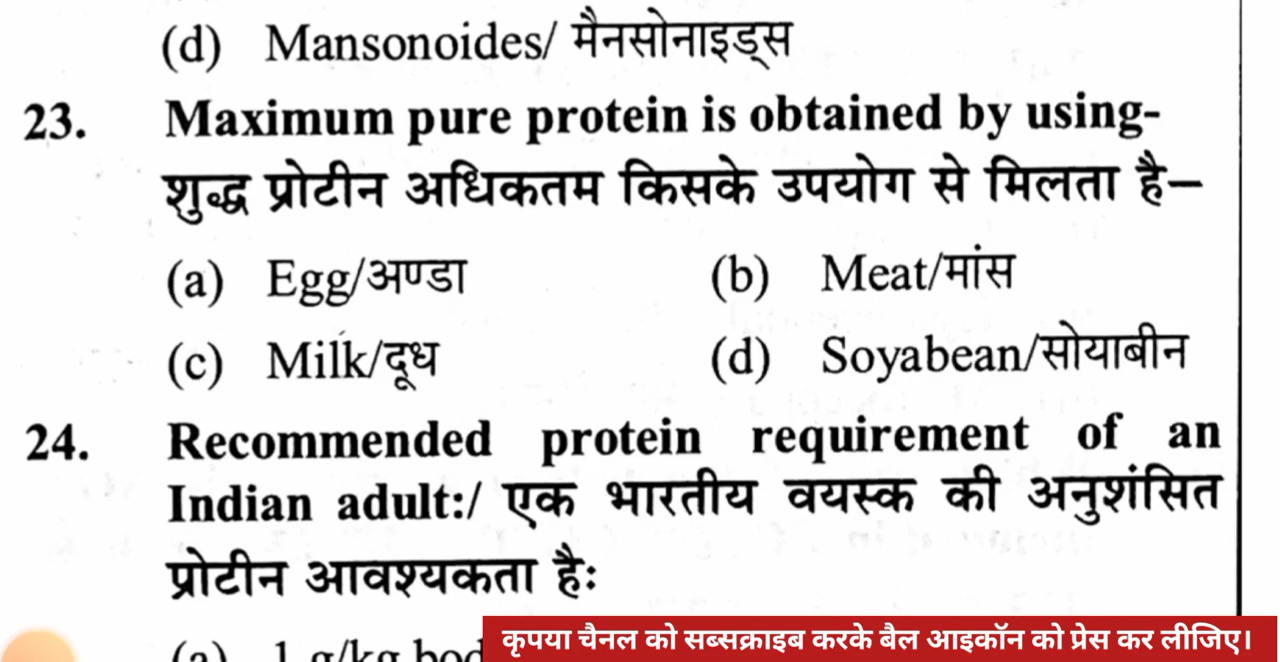 (d) Mansonoides/ मैनसोनाइड्स
23. Maximum pure protein is obtained by using-
शुद्ध प्रोटीन अधिकतम किसके उपयोग से मिलता है–
(a) Egg/अण्डा (b) Meat/मांस
(c) Milk/दूध (d) Soyabean/सोयाबीन
24. Recommended protein requirement of an
Indian adult:/ एक भारतीय वयस्क की अनुशंसित
प्रोटीन आवश्यकता हैः
(a) 1 g/kg
कृपया चैनल को सब्सक्राइब करके बैल आइकॉन को प्रेस कर लीजिए।